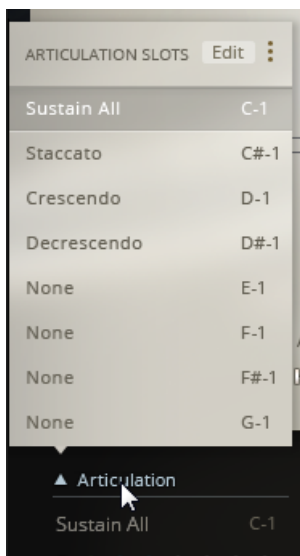 ARTICULATION SLOTS Edit
Sustain All C-1
Staccato C#-1
Crescendo D-1
Decrescendo D#-1
None E-1
None F-1
None F#-1
None G-1
Articulation
Sustain All C-1